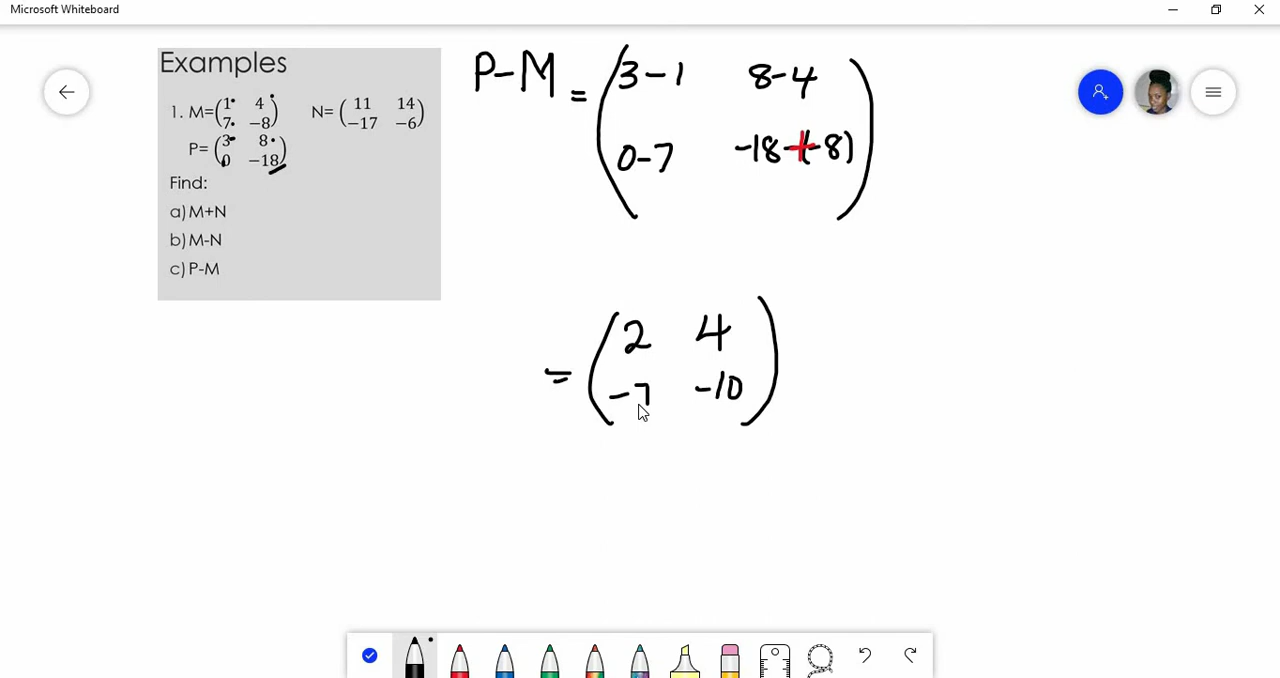 Microsoft Whiteboard
Examples
1. M=(1 4
7 -8) N= (11 14
-17 -6)
P= (3 8
0 -18)
Find:
a) M+N
b) M-N
c) P-M
P-M = (3-1 8-4
0-7 -18-(-8))
= (2 4
-7 -10)